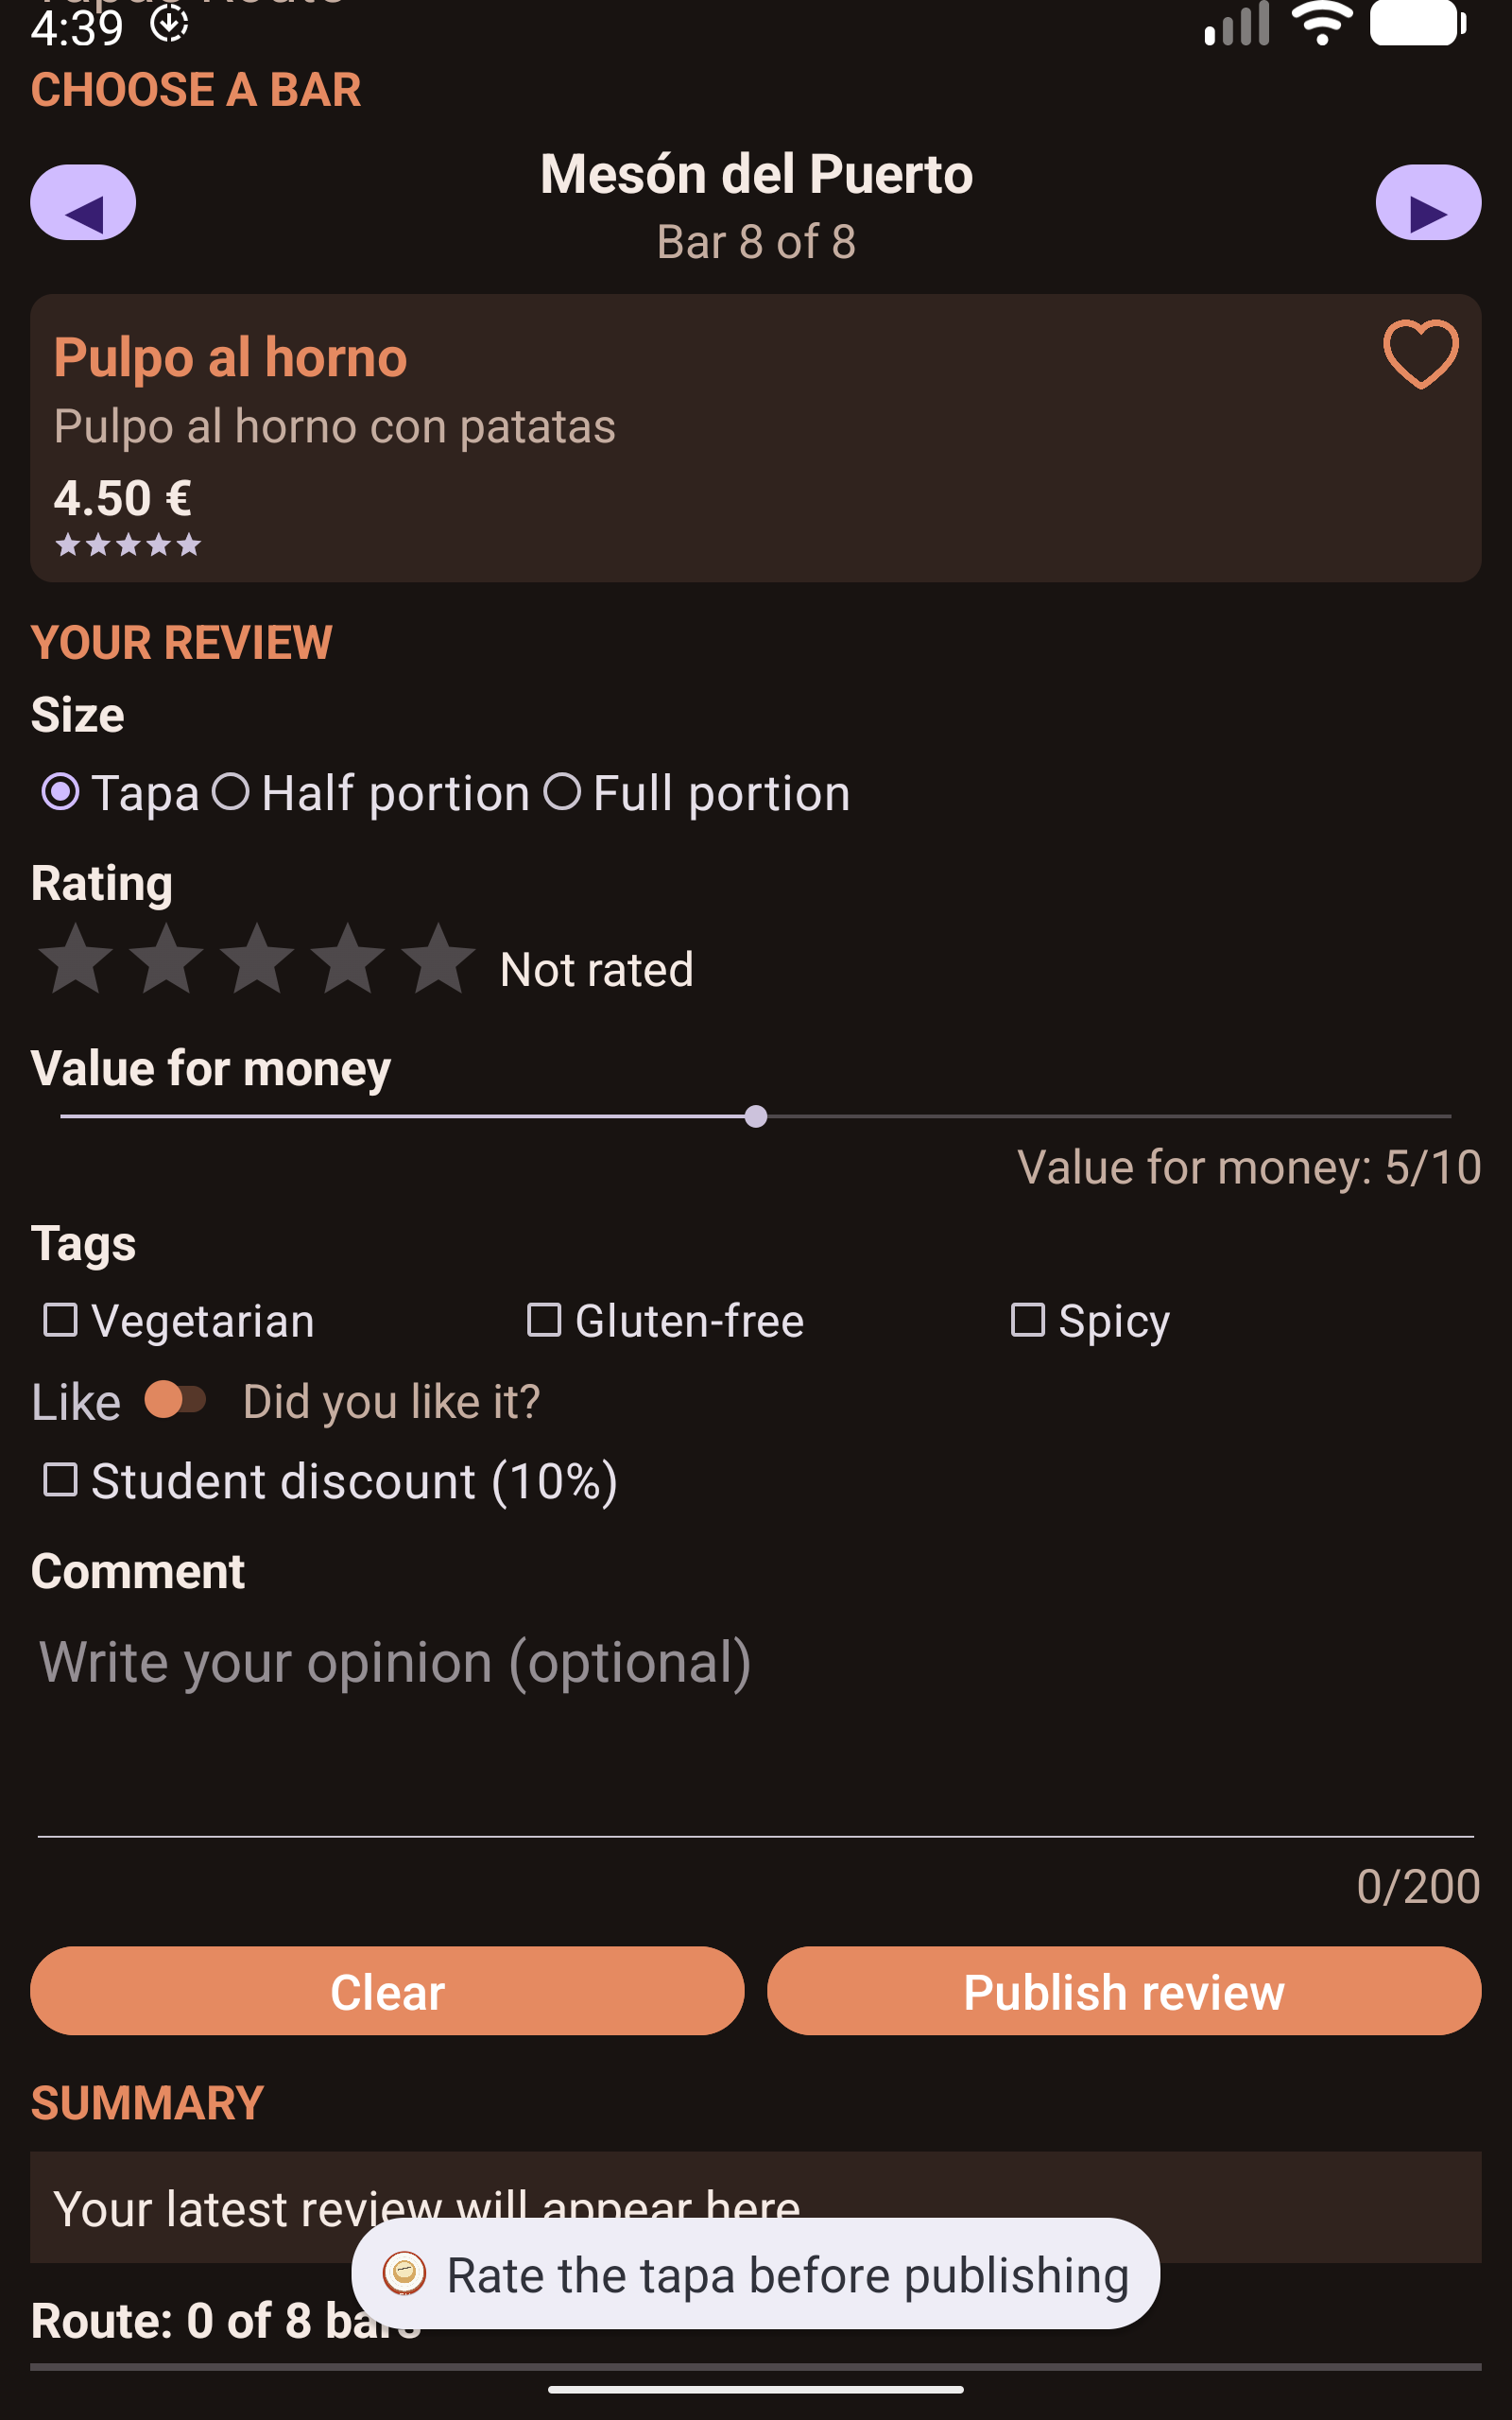 4:39
CHOOSE A BAR
Mesón del Puerto
Bar 8 of 8
Pulpo al horno
Pulpo al horno con patatas
4.50 €
YOUR REVIEW
Size
Tapa Half portion Full portion
Rating
Not rated
Value for money
Value for money: 5/10
Tags
Vegetarian Gluten-free Spicy
Like Did you like it?
Student discount (10%)
Comment
Write your opinion (optional)
0/200
Clear Publish review
SUMMARY
Your latest review will appear here
Rate the tapa before publishing
Route: 0 of 8 bars